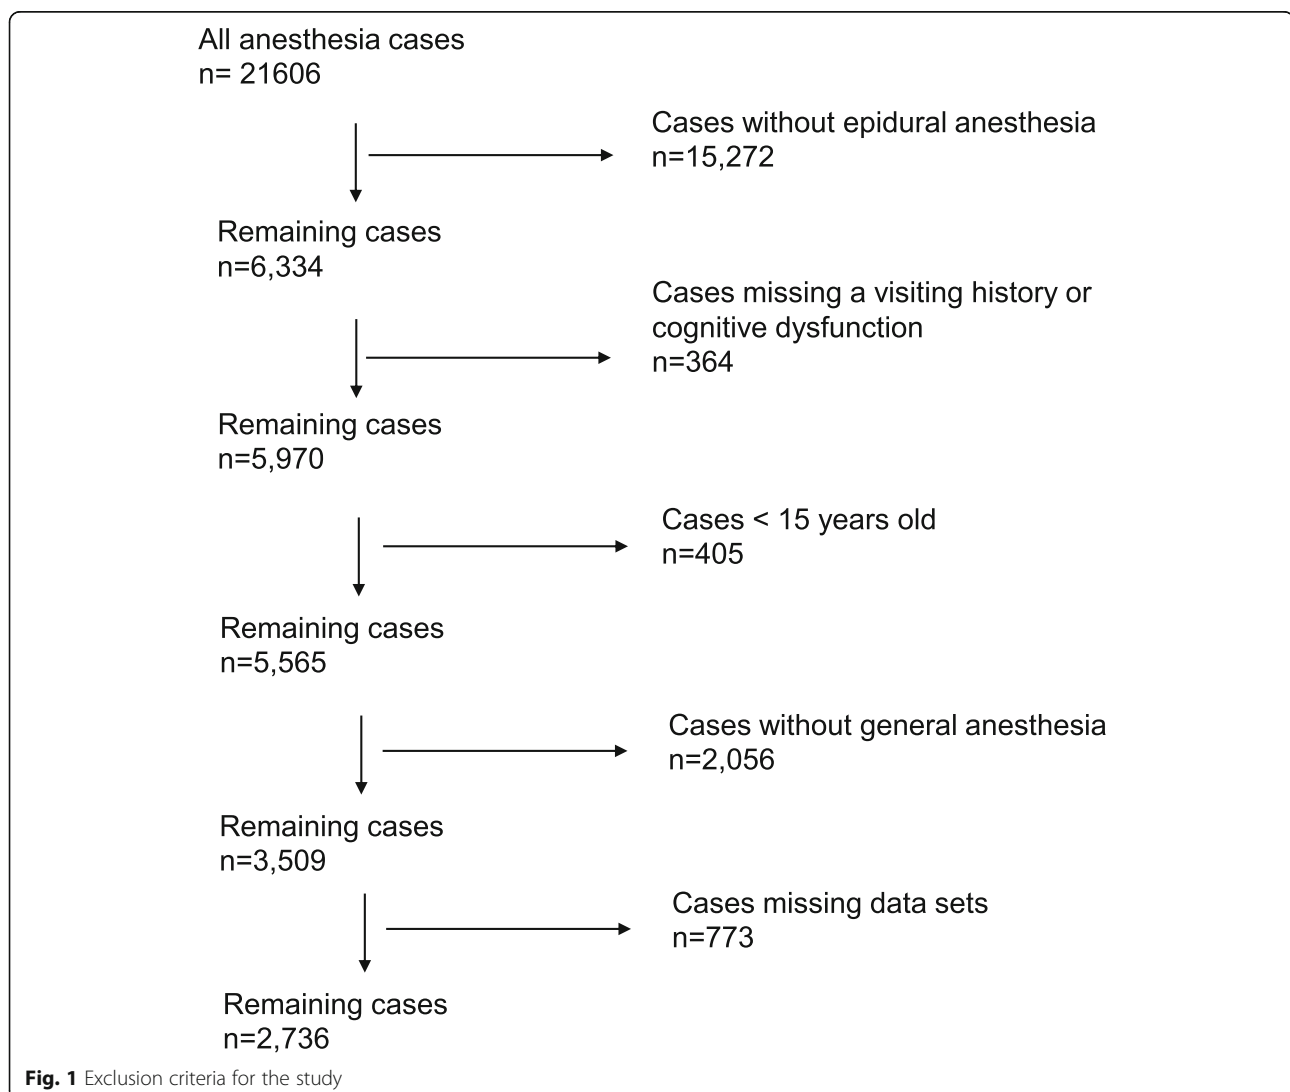 All anesthesia cases
n= 21606
Cases without epidural anesthesia
n=15,272
Remaining cases
n=6,334
Cases missing a visiting history or
cognitive dysfunction
n=364
Remaining cases
n=5,970
Cases < 15 years old
n=405
Remaining cases
n=5,565
Cases without general anesthesia
n=2,056
Remaining cases
n=3,509
Cases missing data sets
n=773
Remaining cases
n=2,736
Fig. 1 Exclusion criteria for the study